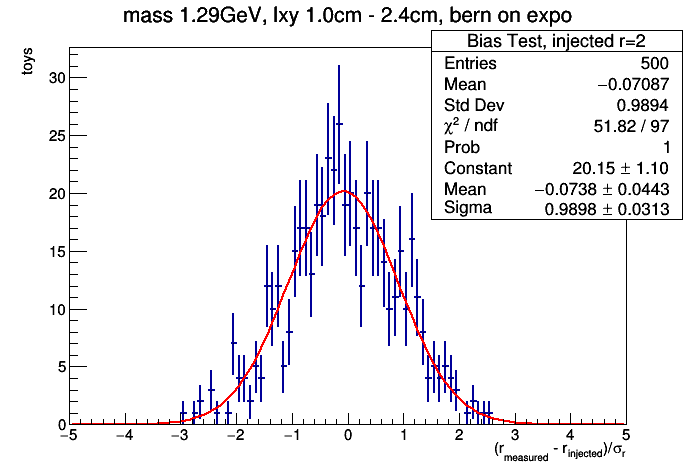 mass 1.29GeV, lxy 1.0cm - 2.4cm, bern on expo
toys
Bias Test, injected r=2
Entries 500
Mean −0.07087
Std Dev 0.9894
χ² / ndf 51.82 / 97
Prob 1
Constant 20.15 ± 1.10
Mean −0.0738 ± 0.0443
Sigma 0.9898 ± 0.0313
30
25
20
15
10
5
0
−5 −4 −3 −2 −1 0 1 2 3 4 5
(r_measured - r_injected)/σ_r